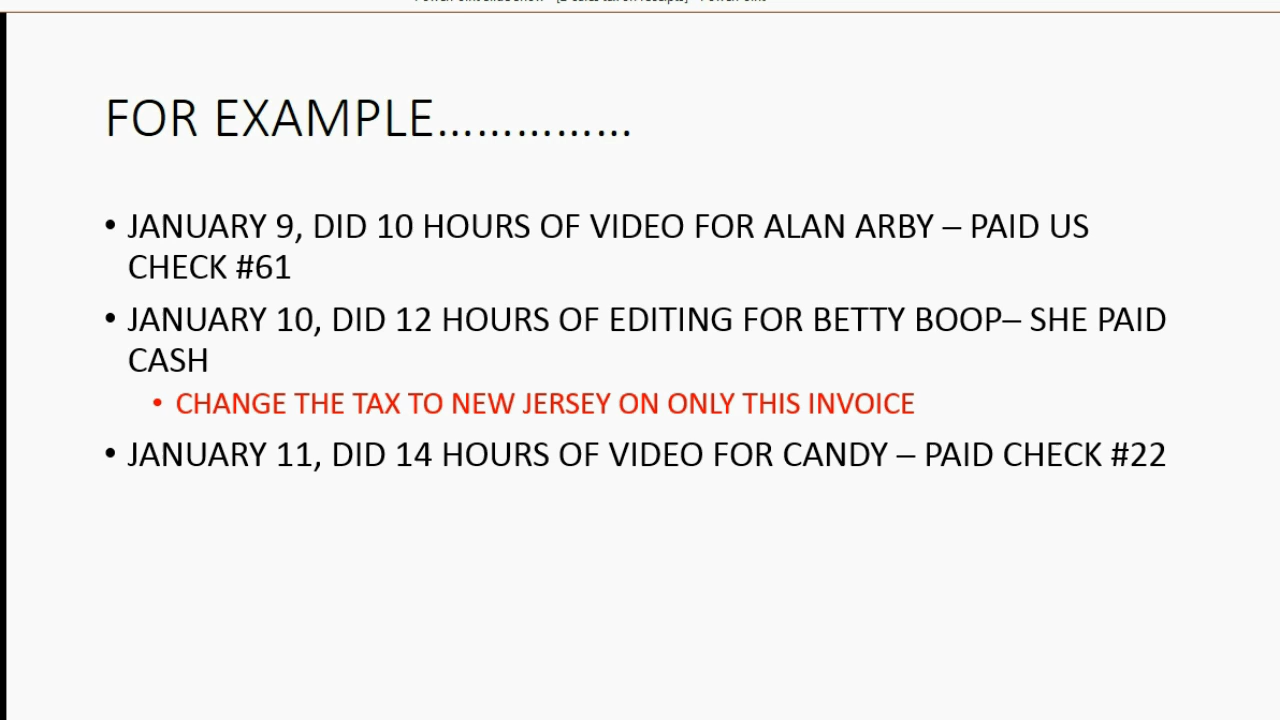 FOR EXAMPLE……………
• JANUARY 9, DID 10 HOURS OF VIDEO FOR ALAN ARBY – PAID US
CHECK #61
• JANUARY 10, DID 12 HOURS OF EDITING FOR BETTY BOOP– SHE PAID
CASH
• CHANGE THE TAX TO NEW JERSEY ON ONLY THIS INVOICE
• JANUARY 11, DID 14 HOURS OF VIDEO FOR CANDY – PAID CHECK #22